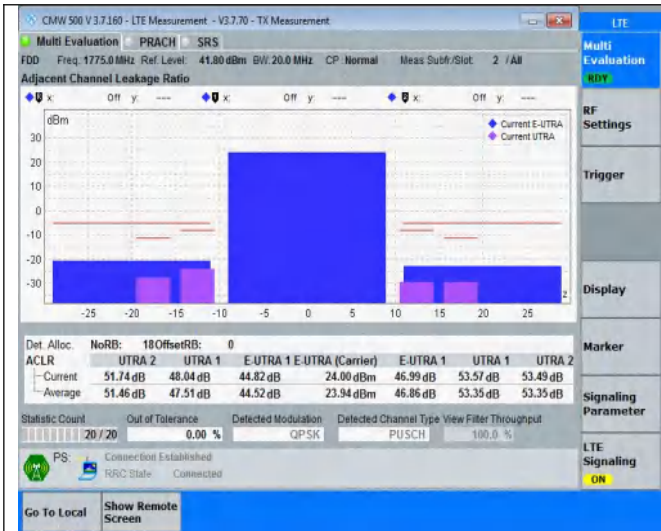 CMW 500 V 3.7.160 - LTE Measurement - V3.7.70 - TX Measurement
LTE
Multi Evaluation PRACH SRS
Multi
Evaluation
RDY
FDD Freq.:1775.0 MHz Ref. Level: 41.80 dBm BW:20.0 MHz CP:Normal Meas Subfr./Slot: 2 /All
Adjacent Channel Leakage Ratio
x: Off y: --- x: Off y: --- x: Off y: ---
dBm
Current E-UTRA
Current UTRA
30
20
10
0
-10
-20
-30
-25 -20 -15 -10 -5 0 5 10 15 20 25
RF
Settings
Trigger
Display
Marker
Signaling
Parameter
LTE
Signaling
ON
Det. Alloc. NoRB: 18 OffsetRB: 0
ACLR UTRA 2 UTRA 1 E-UTRA 1 E-UTRA (Carrier) E-UTRA 1 UTRA 1 UTRA 2
Current 51.74 dB 48.04 dB 44.82 dB 24.00 dBm 46.99 dB 53.57 dB 53.49 dB
Average 51.46 dB 47.51 dB 44.52 dB 23.94 dBm 46.86 dB 53.35 dB 53.35 dB
Statistic Count Out of Tolerance Detected Modulation Detected Channel Type View Filter Throughput
20 / 20 0.00 % QPSK PUSCH 100.0 %
PS: Connection Established
RRC State Connected
Go To Local
Show Remote
Screen